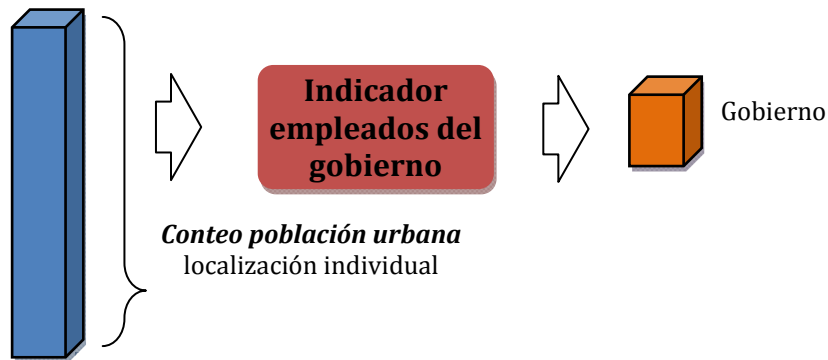 Indicador
empleados del
gobierno
Gobierno
Conteo población urbana
localización individual